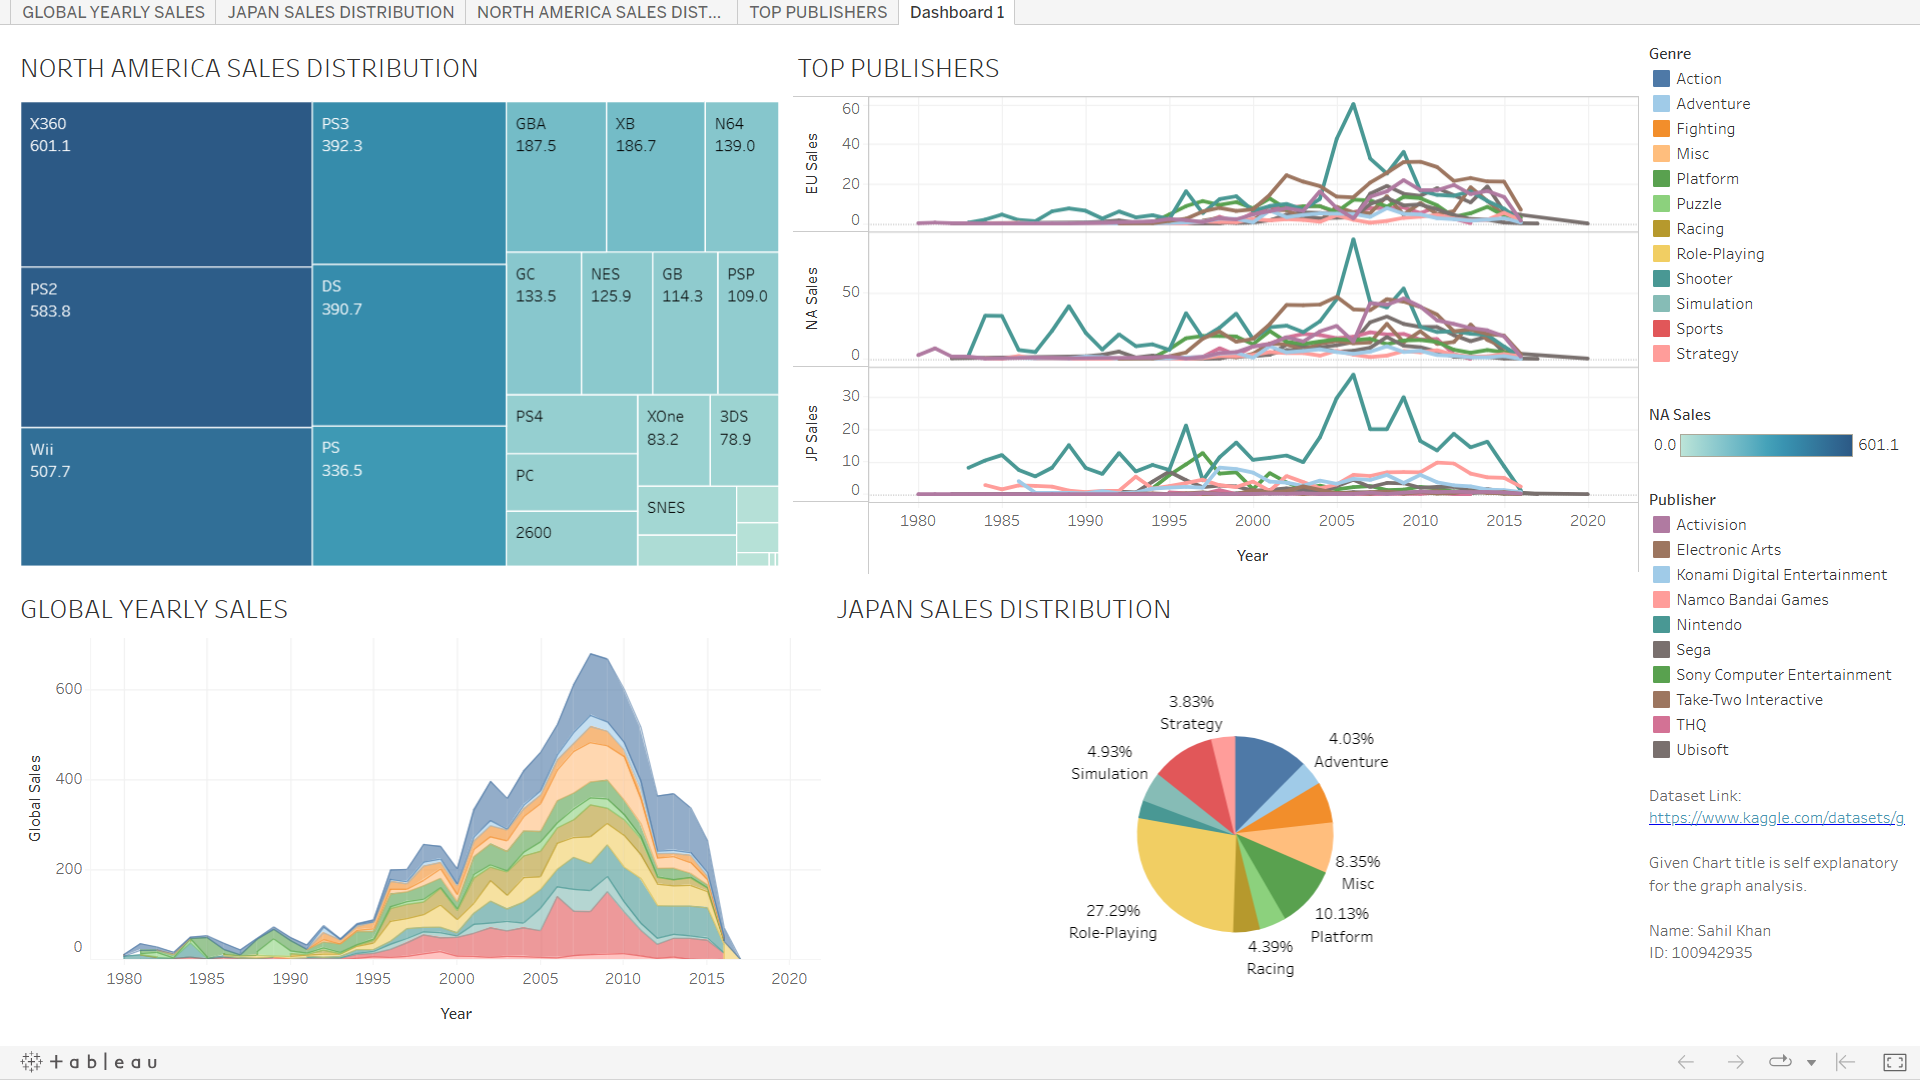 GLOBAL YEARLY SALES
JAPAN SALES DISTRIBUTION
NORTH AMERICA SALES DIST...
TOP PUBLISHERS
Dashboard 1
NORTH AMERICA SALES DISTRIBUTION
X360
601.1
PS2
583.8
Wii
507.7
PS3
392.3
DS
390.7
PS
336.5
GBA
187.5
XB
186.7
N64
139.0
GC
133.5
NES
125.9
GB
114.3
PSP
109.0
PS4
PC
2600
XOne
83.2
3DS
78.9
SNES
TOP PUBLISHERS
EU Sales
60
40
20
0
NA Sales
50
0
JP Sales
30
20
10
0
1980
1985
1990
1995
2000
2005
2010
2015
2020
Year
GLOBAL YEARLY SALES
Global Sales
600
400
200
0
1980
1985
1990
1995
2000
2005
2010
2015
2020
Year
JAPAN SALES DISTRIBUTION
3.83%
Strategy
4.03%
Adventure
4.93%
Simulation
8.35%
Misc
27.29%
Role-Playing
10.13%
Platform
4.39%
Racing
Genre
Action
Adventure
Fighting
Misc
Platform
Puzzle
Racing
Role-Playing
Shooter
Simulation
Sports
Strategy
NA Sales
0.0
601.1
Publisher
Activision
Electronic Arts
Konami Digital Entertainment
Namco Bandai Games
Nintendo
Sega
Sony Computer Entertainment
Take-Two Interactive
THQ
Ubisoft
Dataset Link:
https://www.kaggle.com/datasets/g
Given Chart title is self explanatory
for the graph analysis.
Name: Sahil Khan
ID: 100942935
+ableau